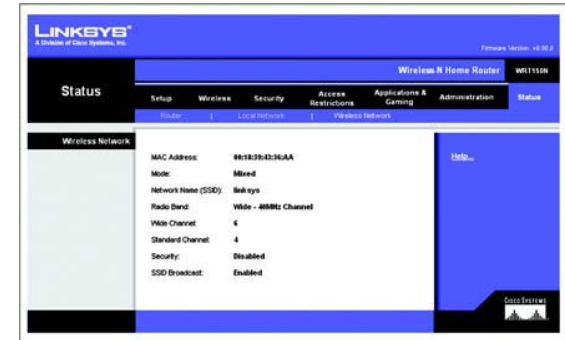 LINKSYS®
A Division of Cisco Systems, Inc.
Firmware Version: v0.00.2
Wireless-N Home Router WRT150N
Status
Setup Wireless Security Access Restrictions Applications & Gaming Administration Status
Router | Local Network | Wireless Network
Wireless Network
MAC Address: 00:18:39:43:36:AA
Mode: Mixed
Network Name (SSID): linksys
Radio Band: Wide - 40MHz Channel
Wide Channel: 6
Standard Channel: 4
Security: Disabled
SSID Broadcast: Enabled
Help...
CISCO SYSTEMS